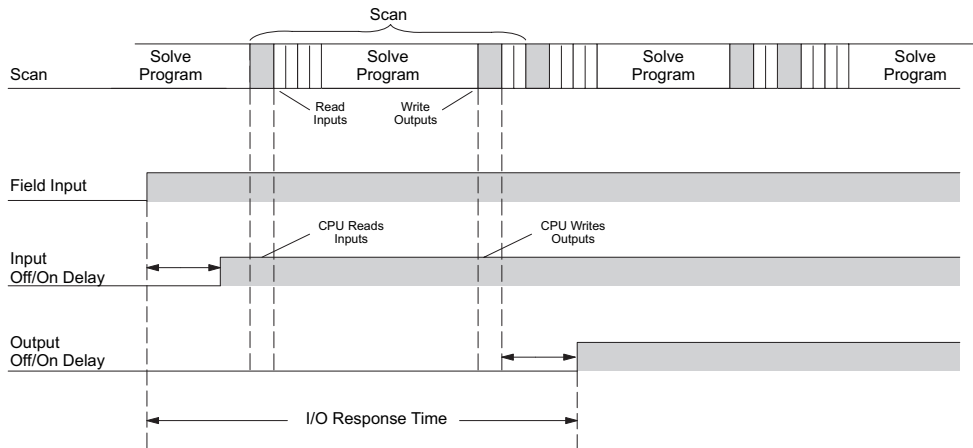 Scan
Solve
Program
Solve
Program
Solve
Program
Solve
Program
Scan
Read
Inputs
Write
Outputs
Field Input
CPU Reads
Inputs
CPU Writes
Outputs
Input
Off/On Delay
Output
Off/On Delay
I/O Response Time